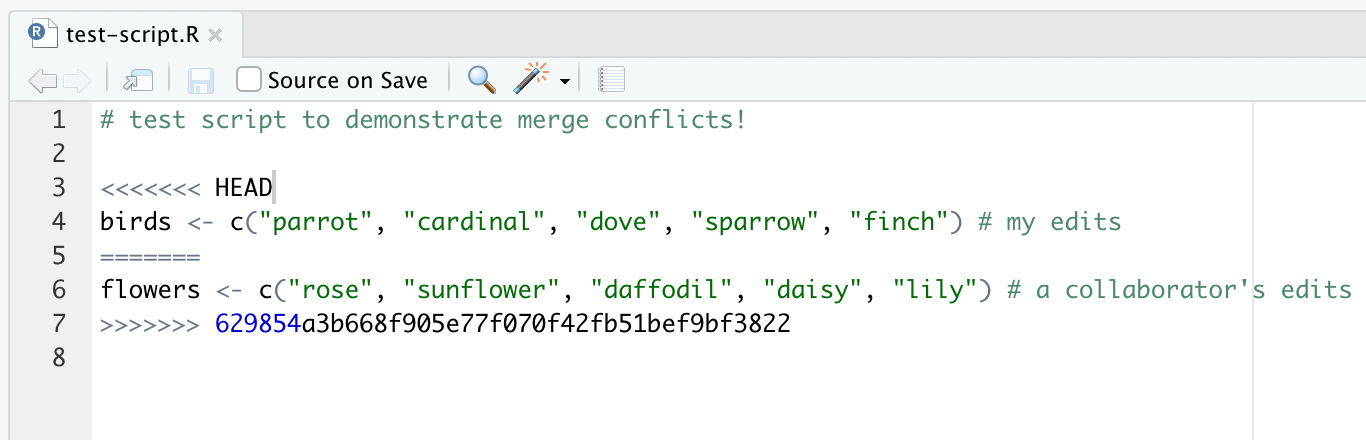 R test-script.R
Source on Save
1 # test script to demonstrate merge conflicts!
2
3 <<<<<<< HEAD
4 birds <- c("parrot", "cardinal", "dove", "sparrow", "finch") # my edits
5 =======
6 flowers <- c("rose", "sunflower", "daffodil", "daisy", "lily") # a collaborator's edits
7 >>>>>>> 629854a3b668f905e77f070f42fb51bef9bf3822
8